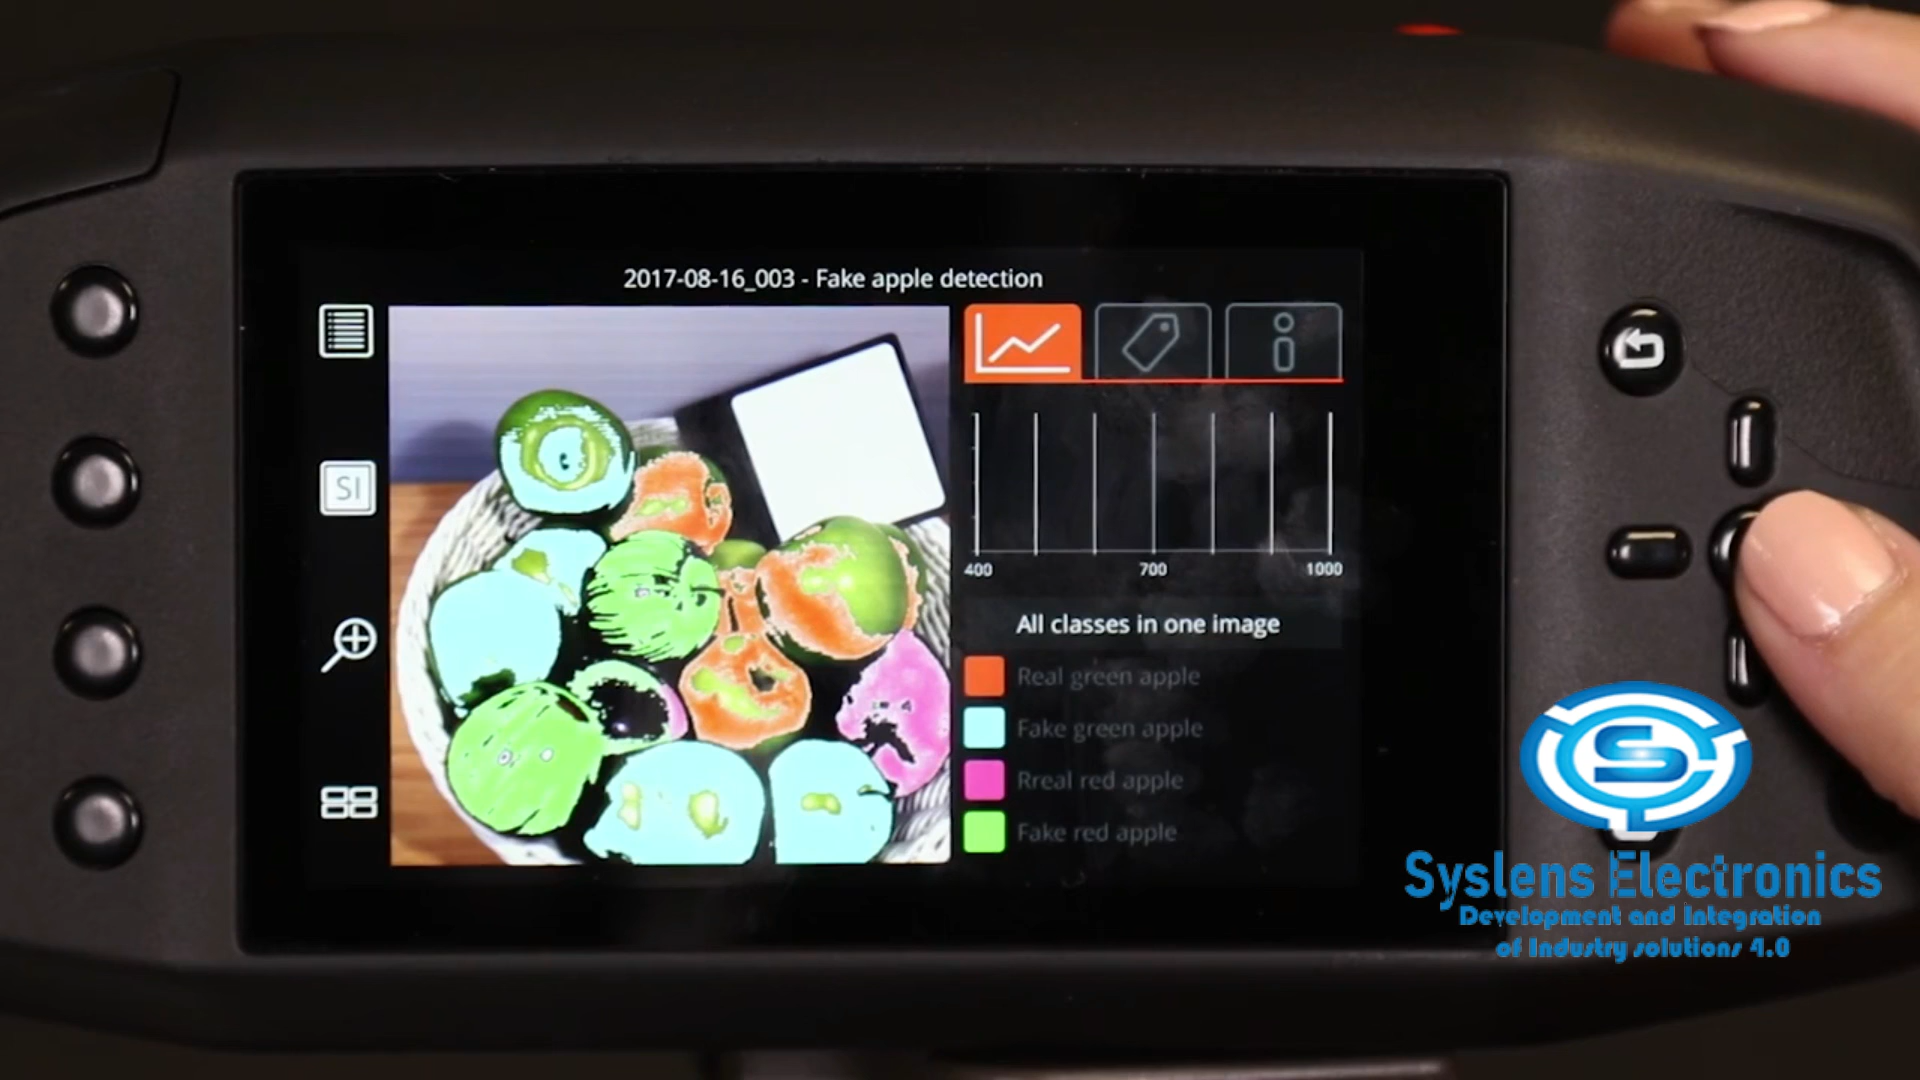 2017-08-16_003 - Fake apple detection
SI
400 700 1000
All classes in one image
Real green apple
Fake green apple
Rreal red apple
Fake red apple
Syslens Electronics
Development and Integration
of Industry solutions 4.0